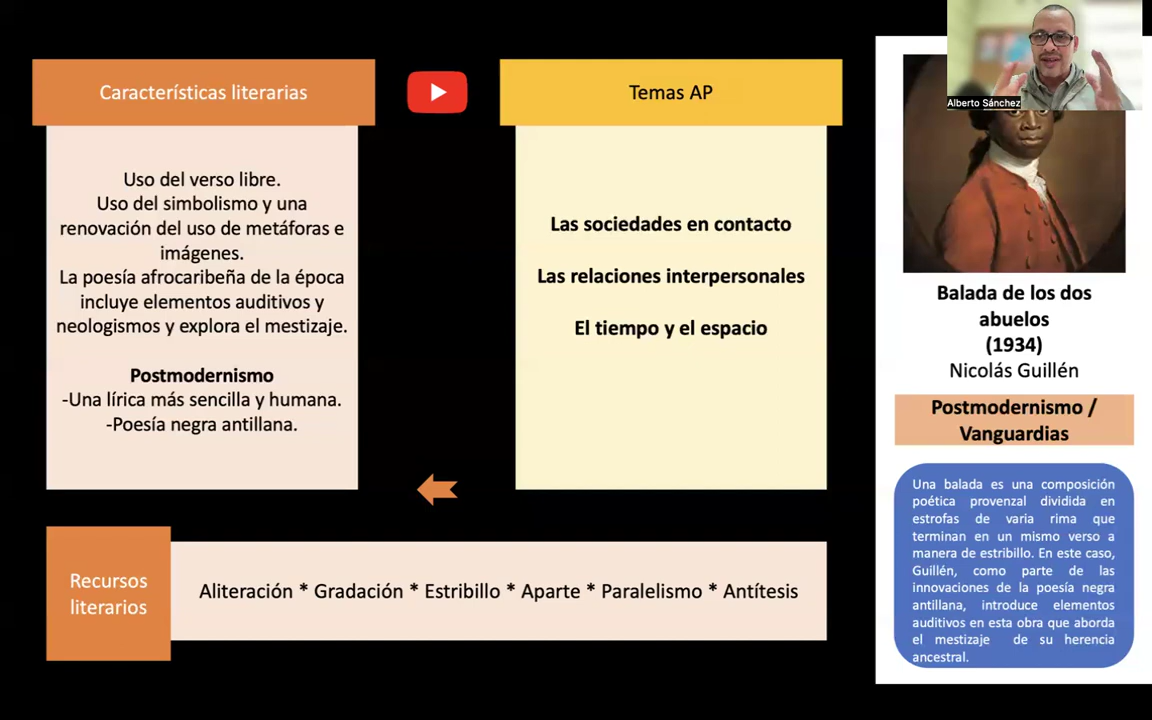 Características literarias
Uso del verso libre.
Uso del simbolismo y una
renovación del uso de metáforas e
imágenes.
La poesía afrocaribeña de la época
incluye elementos auditivos y
neologismos y explora el mestizaje.
Postmodernismo
-Una lírica más sencilla y humana.
-Poesía negra antillana.
Temas AP
Las sociedades en contacto
Las relaciones interpersonales
El tiempo y el espacio
Recursos
literarios
Aliteración * Gradación * Estribillo * Aparte * Paralelismo * Antítesis
Alberto Sánchez
Balada de los dos
abuelos
(1934)
Nicolás Guillén
Postmodernismo /
Vanguardias
Una balada es una composición
poética provenzal dividida en
estrofas de varia rima que
terminan en un mismo verso a
manera de estribillo. En este caso,
Guillén, como parte de las
innovaciones de la poesía negra
antillana, introduce elementos
auditivos en esta obra que aborda
el mestizaje de su herencia
ancestral.